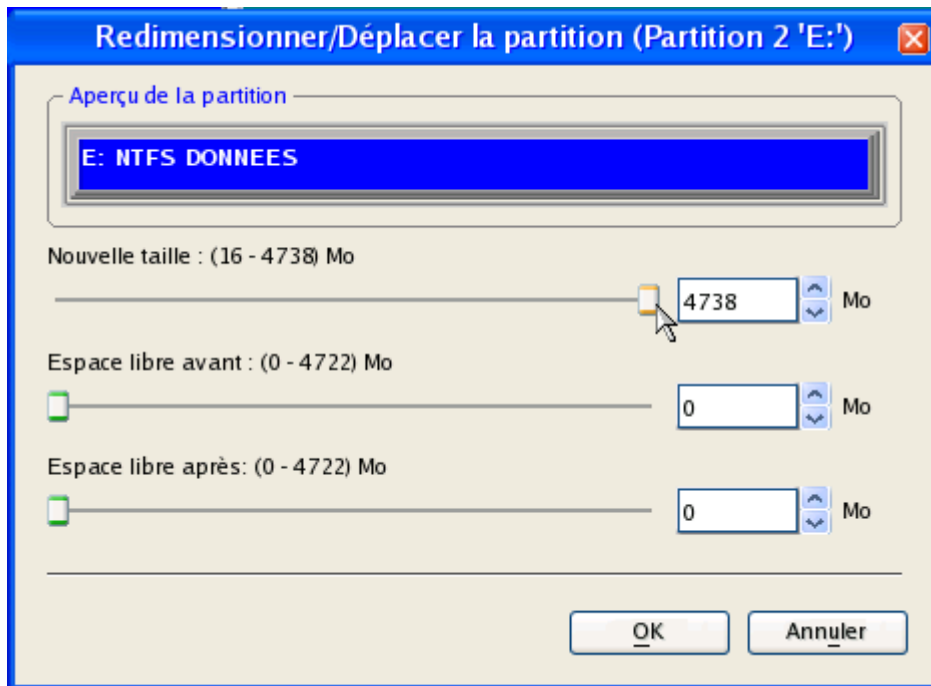 Redimensionner/Déplacer la partition (Partition 2 'E:')
Aperçu de la partition
E: NTFS DONNEES
Nouvelle taille : (16 - 4738) Mo
4738 Mo
Espace libre avant : (0 - 4722) Mo
0 Mo
Espace libre après: (0 - 4722) Mo
0 Mo
OK Annuler